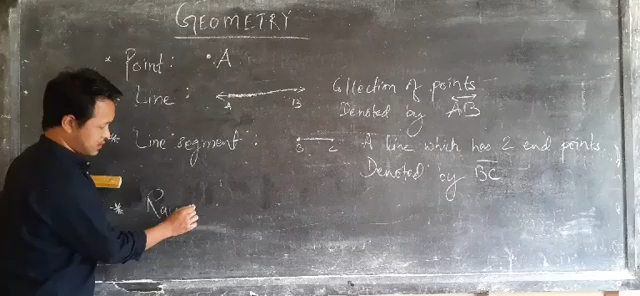 GEOMETRY
* Point: . A
Line: A B Collection of points
Denoted by AB
* Line segment: B C A line which has 2 end points.
Denoted by BC
* Ray